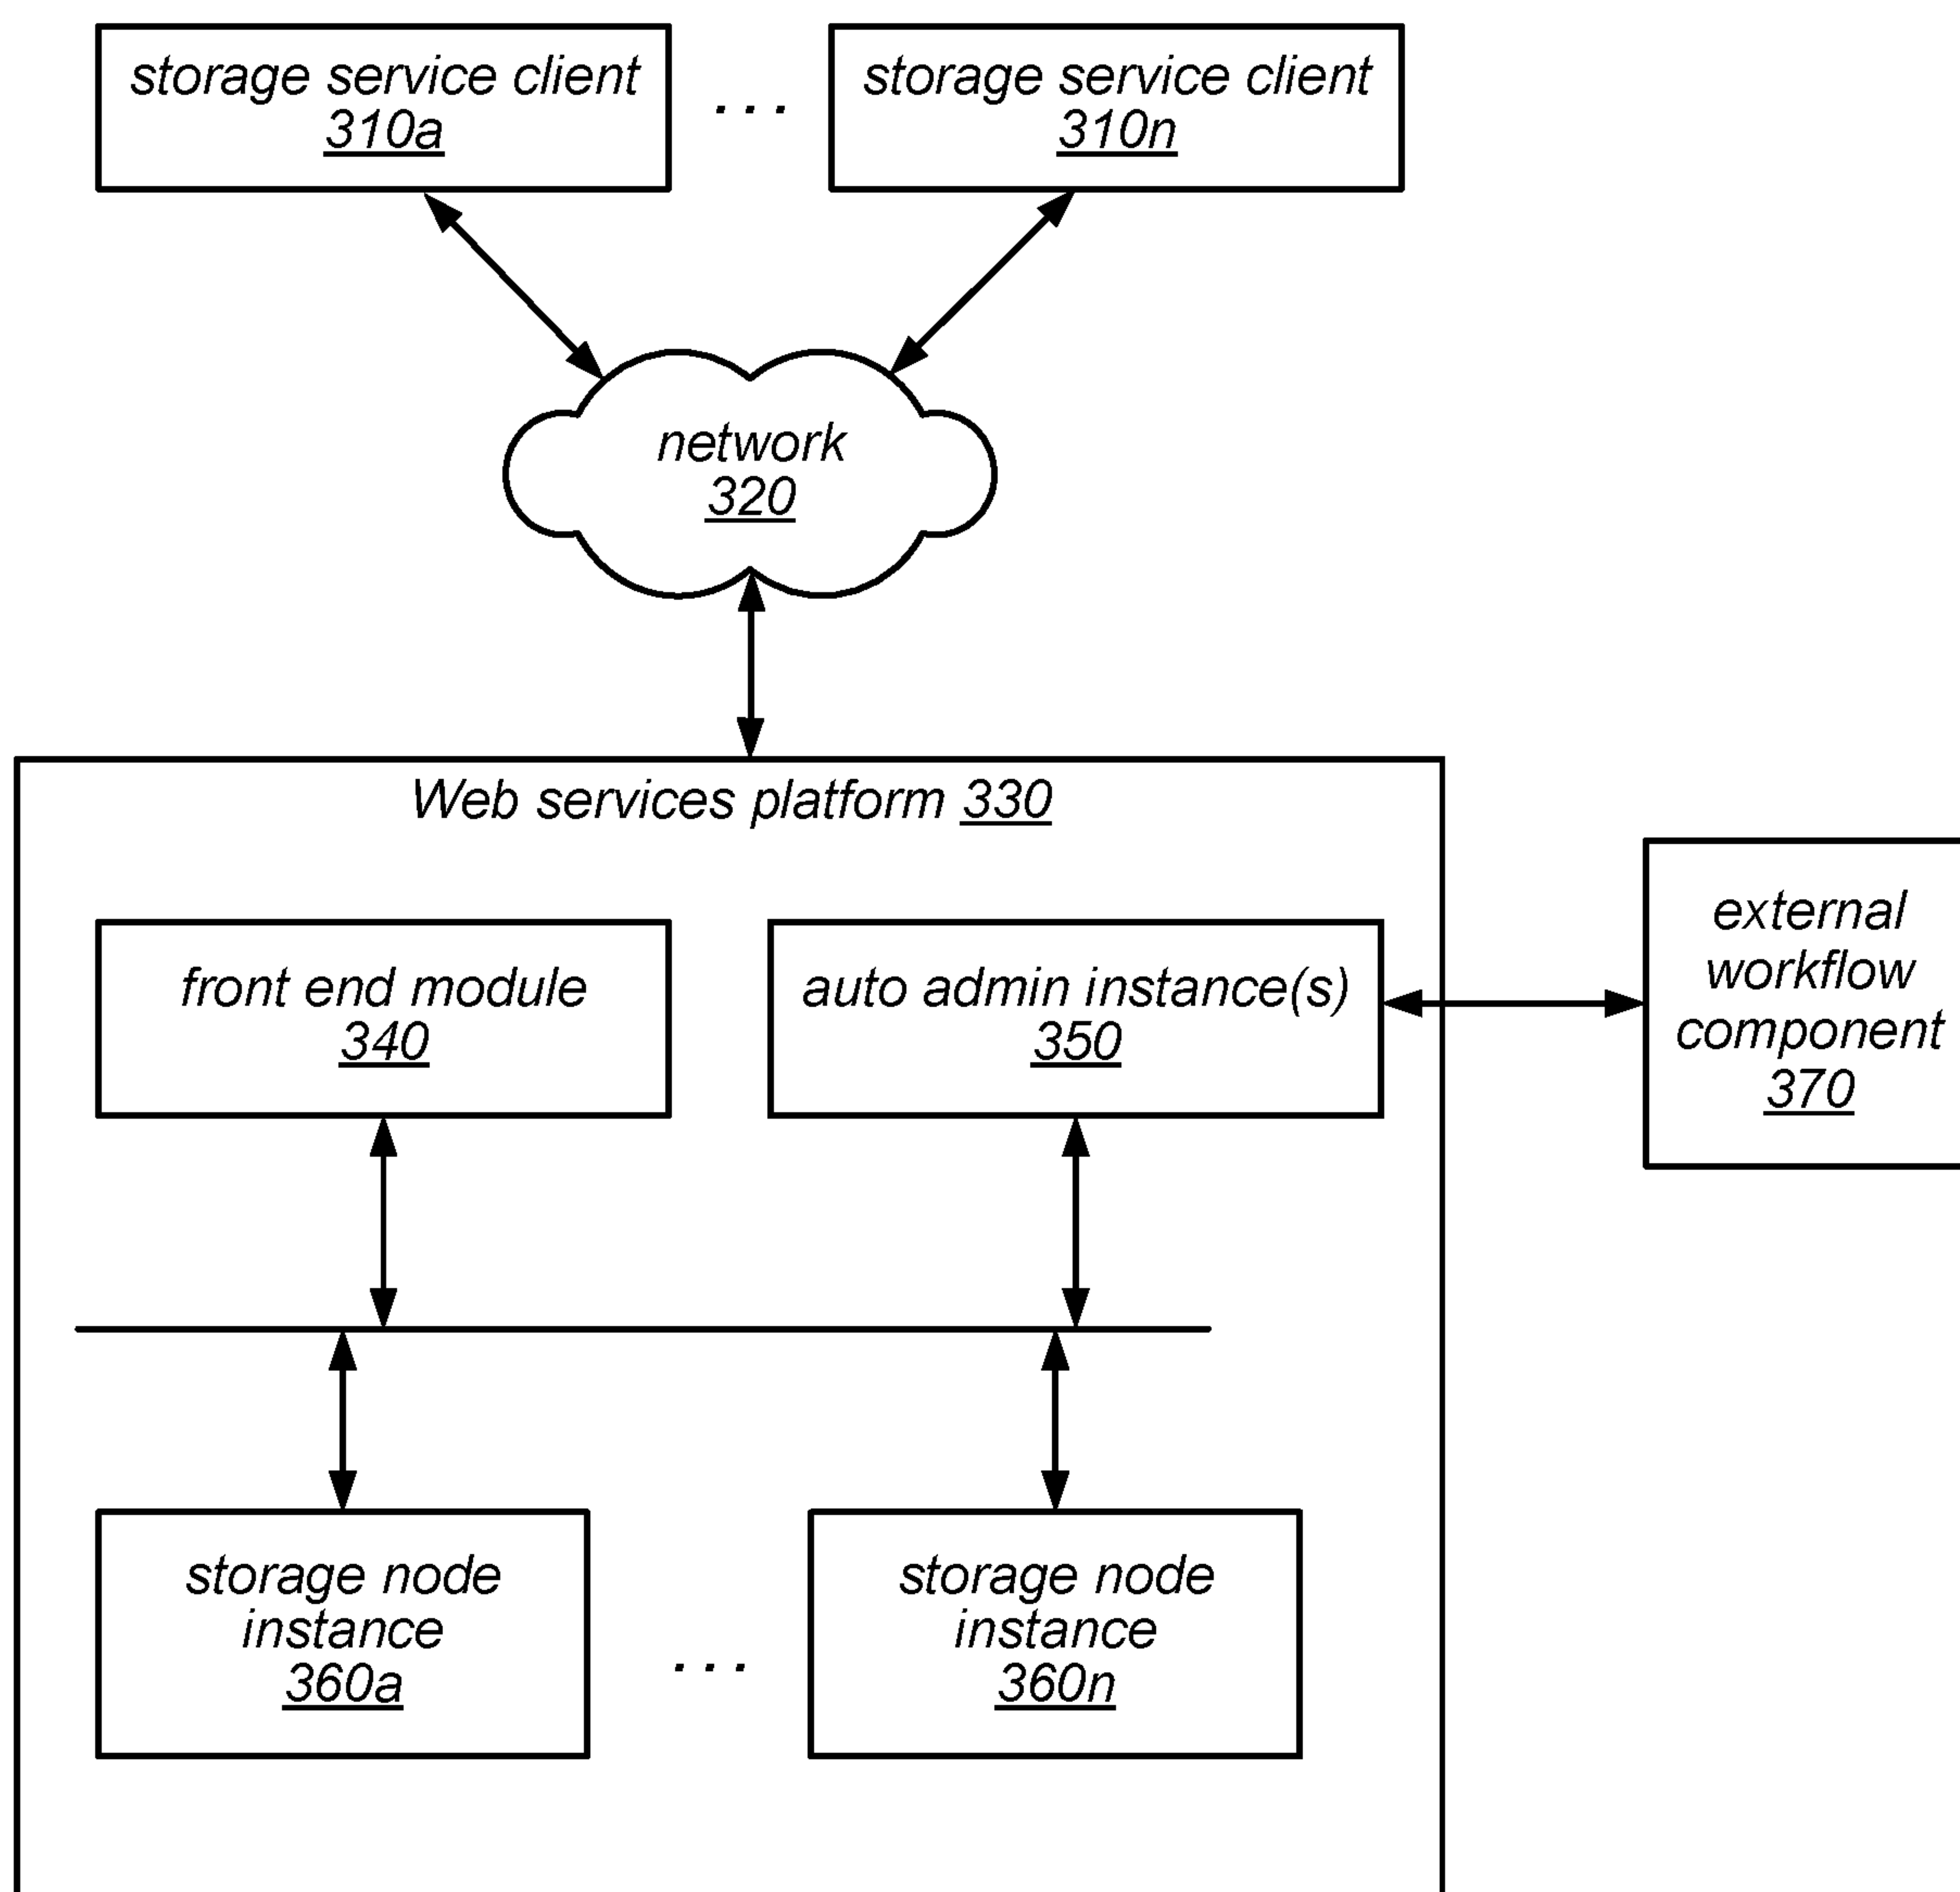 storage service client
310a
. . .
storage service client
310n
network
320
Web services platform 330
front end module
340
auto admin instance(s)
350
external
workflow
component
370
storage node
instance
360a
. . .
storage node
instance
360n